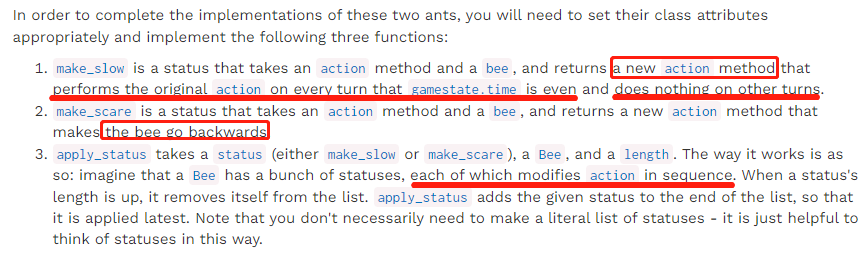 In order to complete the implementations of these two ants, you will need to set their class attributes
appropriately and implement the following three functions:
1. make_slow is a status that takes an action method and a bee, and returns a new action method that
performs the original action on every turn that gamestate.time is even and does nothing on other turns.
2. make_scare is a status that takes an action method and a bee, and returns a new action method that
makes the bee go backwards
3. apply_status takes a status (either make_slow or make_scare), a Bee, and a length. The way it works is as
so: imagine that a Bee has a bunch of statuses, each of which modifies action in sequence. When a status's
length is up, it removes itself from the list. apply_status adds the given status to the end of the list, so that
it is applied latest. Note that you don't necessarily need to make a literal list of statuses - it is just helpful to
think of statuses in this way.